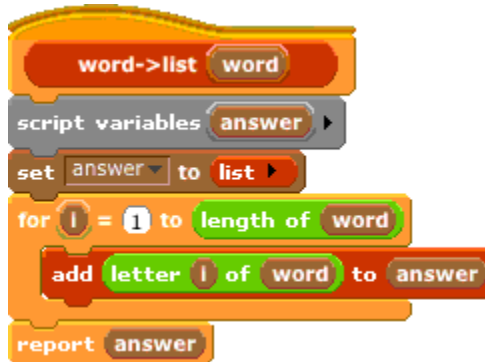 word->list word
script variables answer
set answer to list
for i = 1 to length of word
add letter i of word to answer
report answer